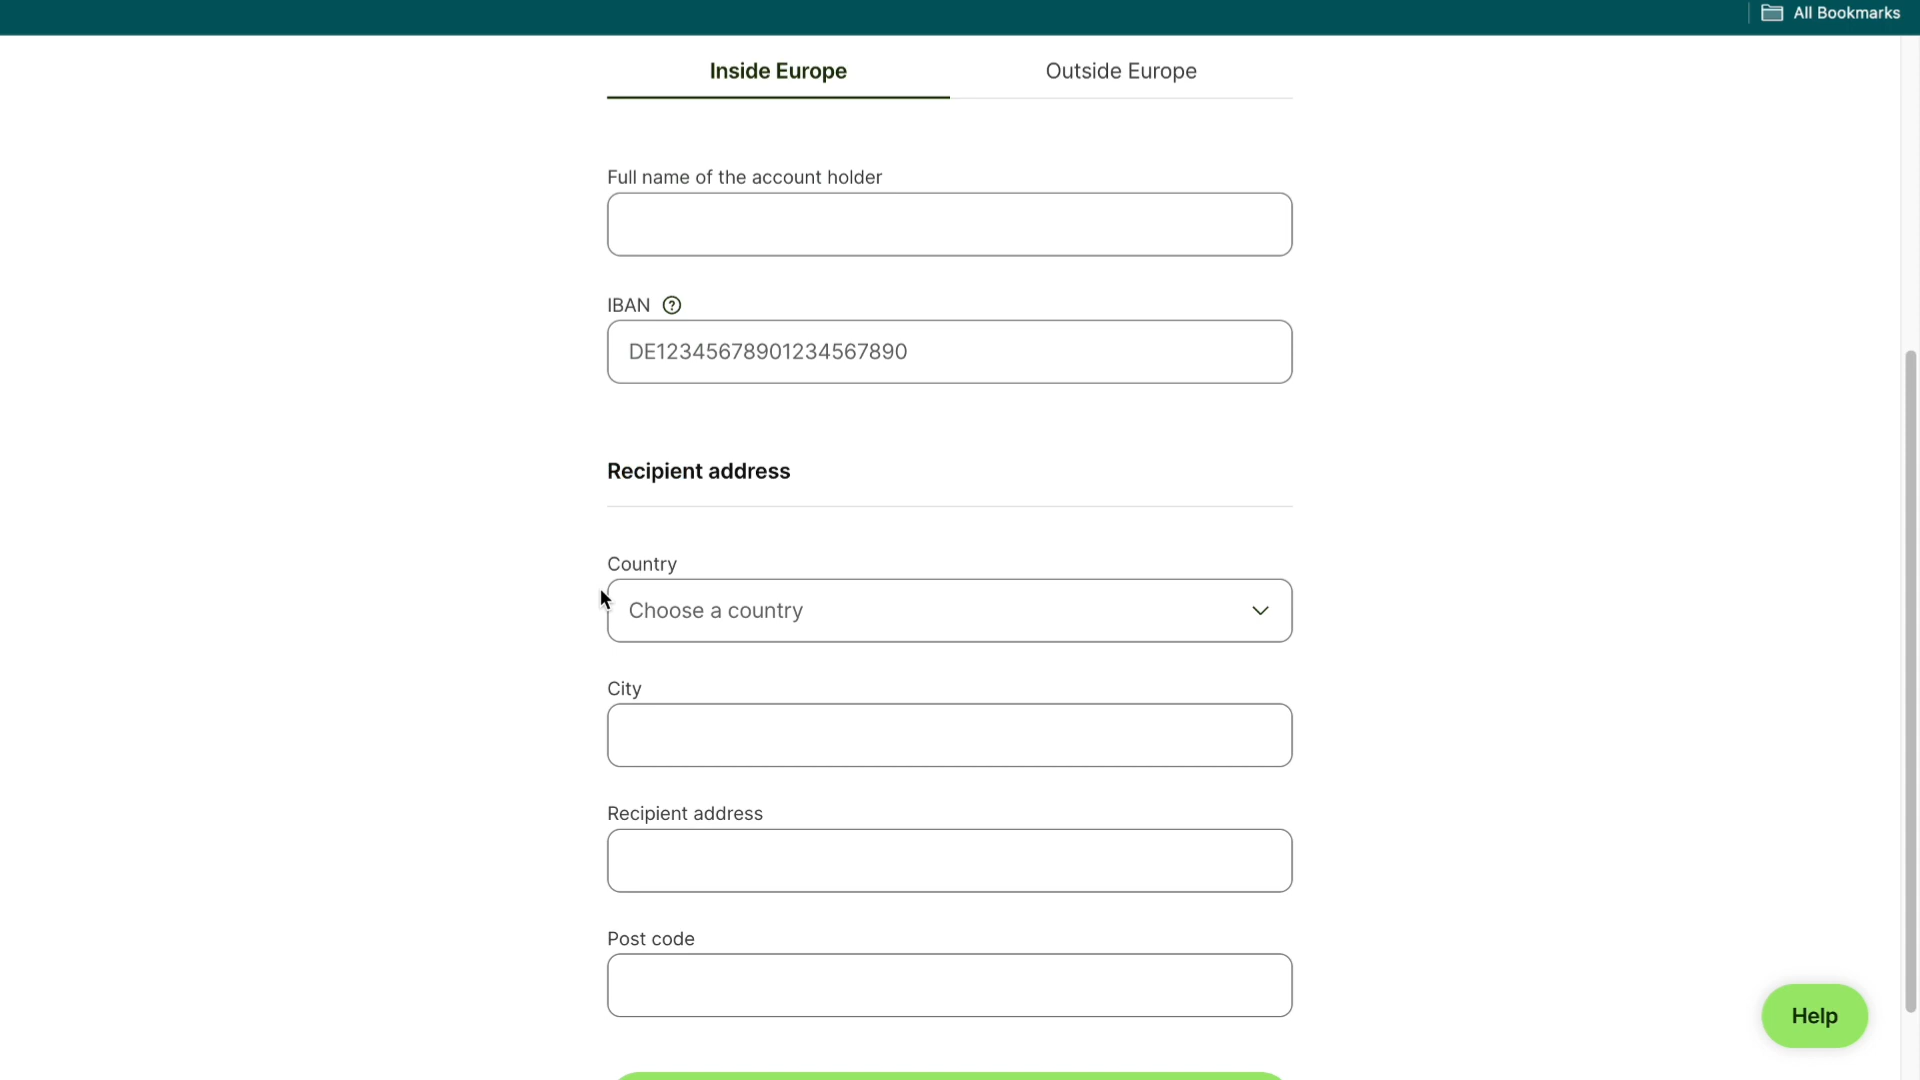 All Bookmarks
Inside Europe
Outside Europe
Full name of the account holder
IBAN ?
DE12345678901234567890
Recipient address
Country
Choose a country
City
Recipient address
Post code
Help